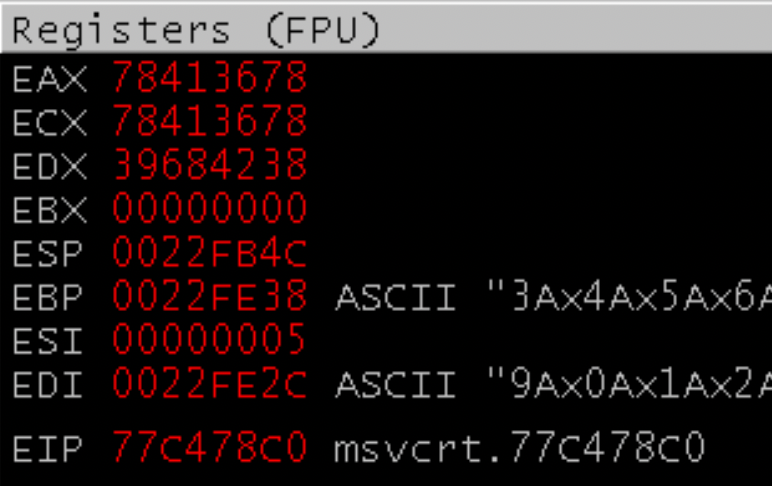 Registers (FPU)
EAX 78413678
ECX 78413678
EDX 39684238
EBX 00000000
ESP 0022FB4C
EBP 0022FE38 ASCII "3Ax4Ax5Ax6A
ESI 00000005
EDI 0022FE2C ASCII "9Ax0Ax1Ax2A
EIP 77C478C0 msvcrt.77C478C0